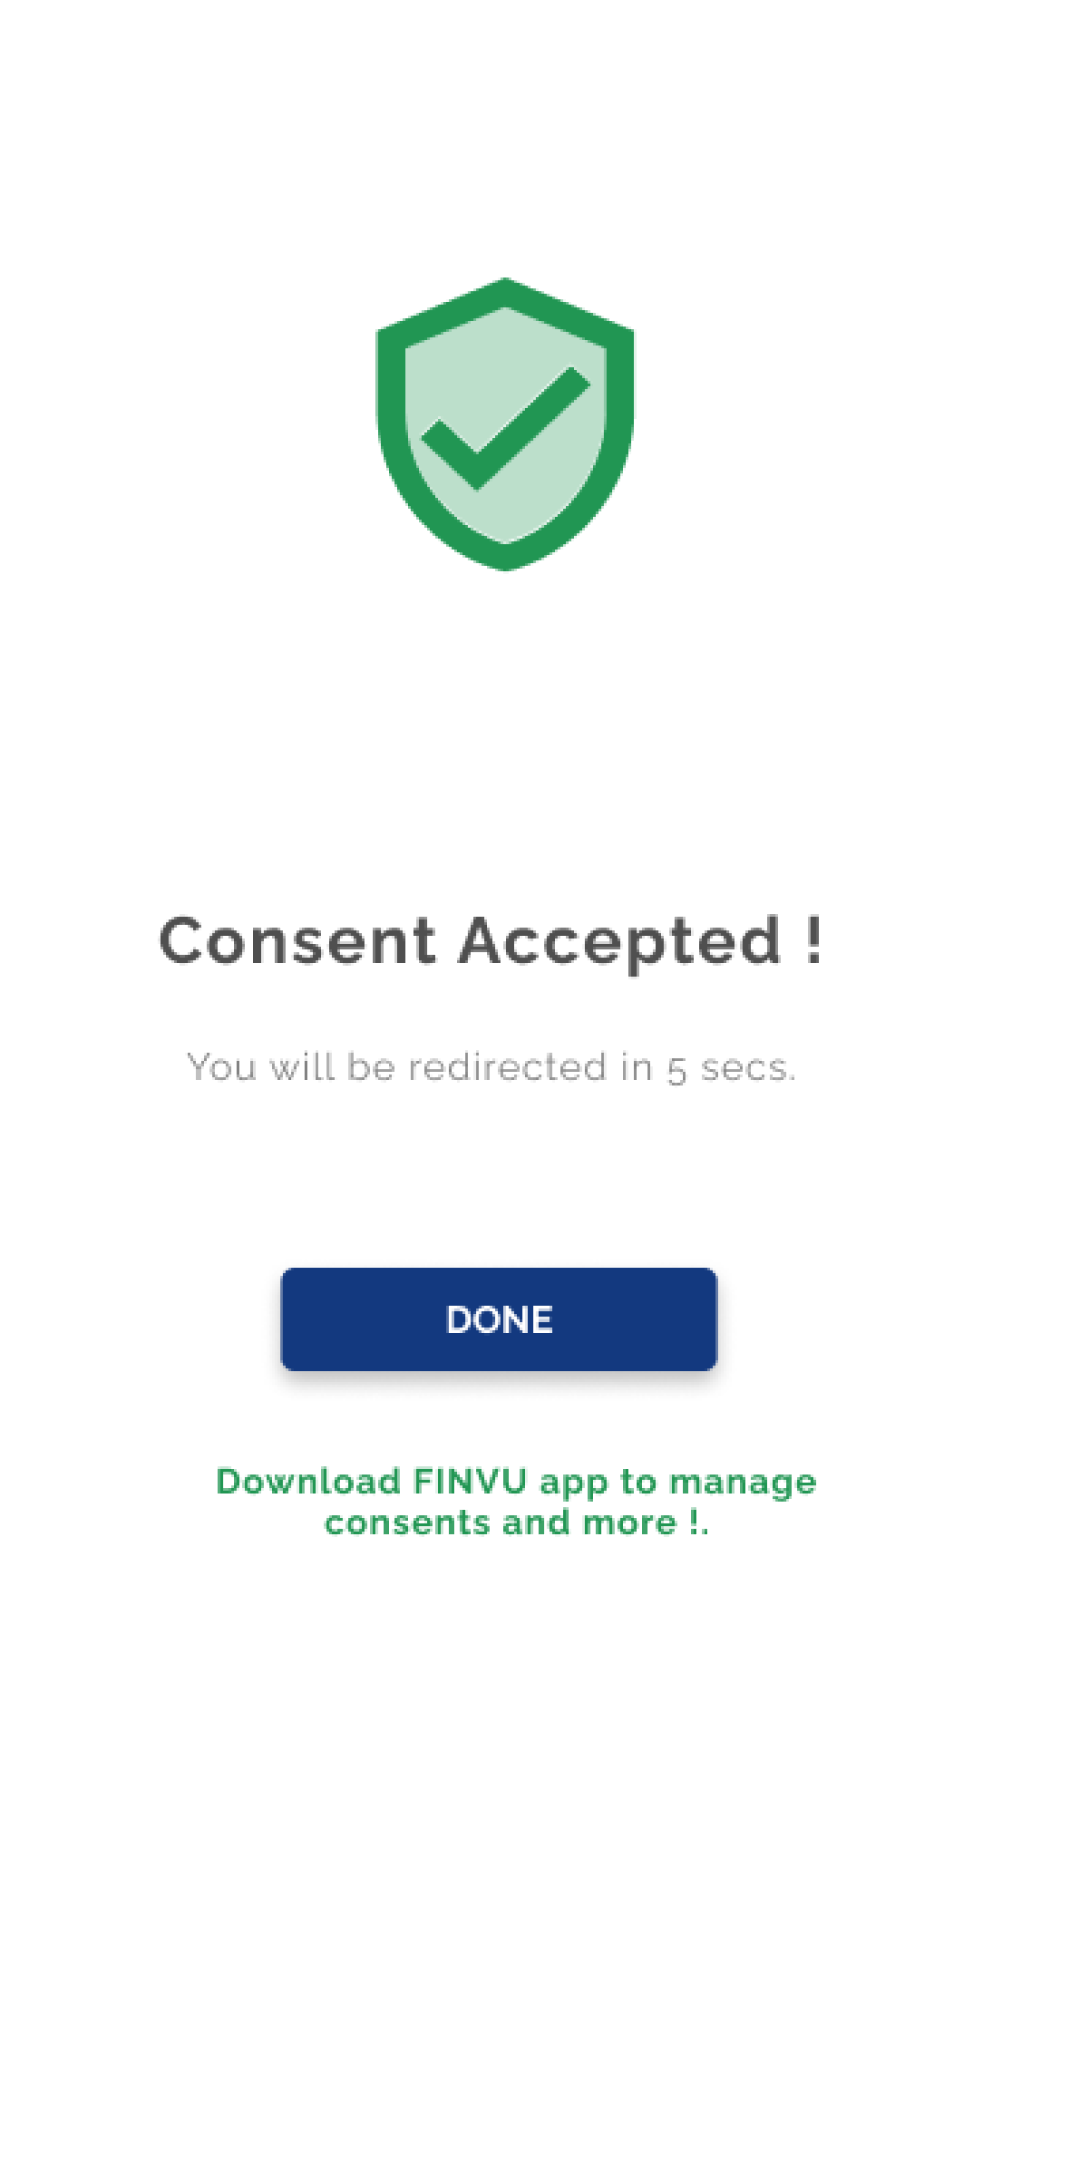 Consent Accepted !
You will be redirected in 5 secs.
DONE
Download FINVU app to manage
consents and more !.